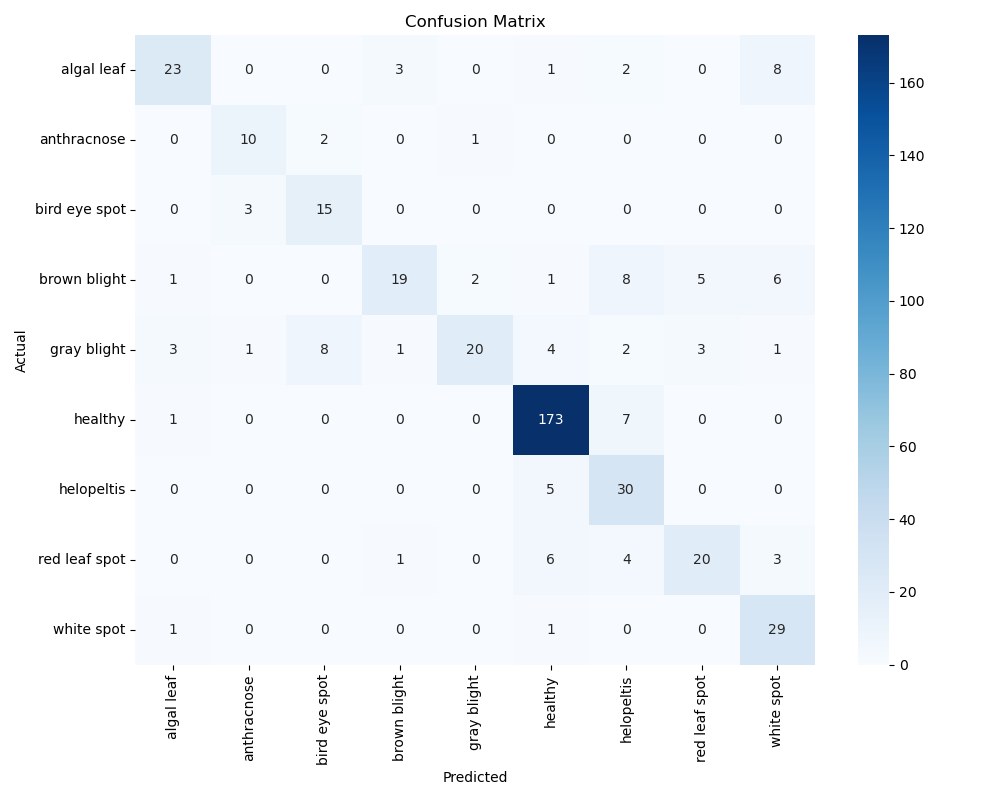 Confusion Matrix
algal leaf 23 0 0 3 0 1 2 0 8
anthracnose 0 10 2 0 1 0 0 0 0
bird eye spot 0 3 15 0 0 0 0 0 0
brown blight 1 0 0 19 2 1 8 5 6
gray blight 3 1 8 1 20 4 2 3 1
healthy 1 0 0 0 0 173 7 0 0
helopeltis 0 0 0 0 0 5 30 0 0
red leaf spot 0 0 0 1 0 6 4 20 3
white spot 1 0 0 0 0 1 0 0 29
Actual
algal leaf
anthracnose
bird eye spot
brown blight
gray blight
healthy
helopeltis
red leaf spot
white spot
Predicted
160
140
120
100
80
60
40
20
0